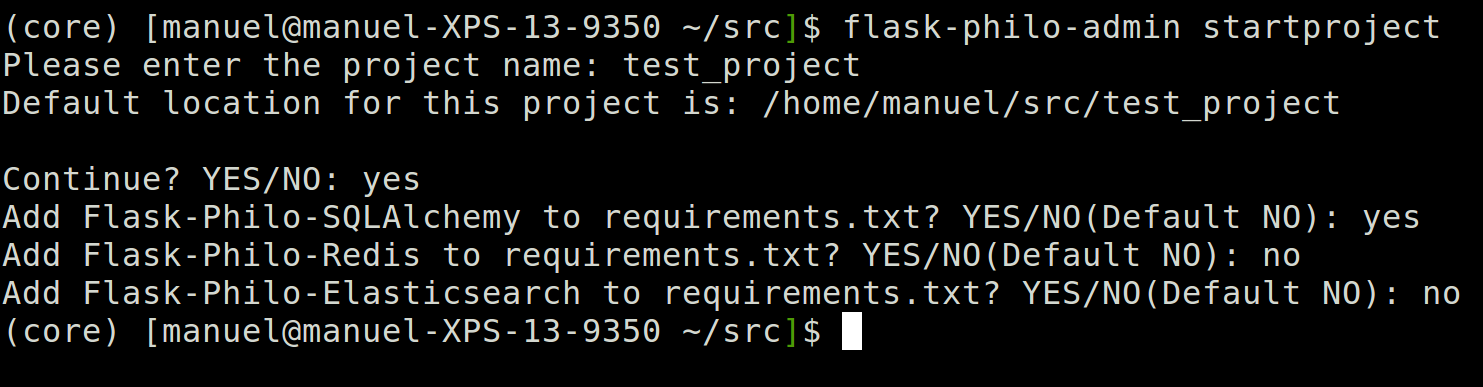 (core) [manuel@manuel-XPS-13-9350 ~/src]$ flask-philo-admin startproject
Please enter the project name: test_project
Default location for this project is: /home/manuel/src/test_project
Continue? YES/NO: yes
Add Flask-Philo-SQLAlchemy to requirements.txt? YES/NO(Default NO): yes
Add Flask-Philo-Redis to requirements.txt? YES/NO(Default NO): no
Add Flask-Philo-Elasticsearch to requirements.txt? YES/NO(Default NO): no
(core) [manuel@manuel-XPS-13-9350 ~/src]$